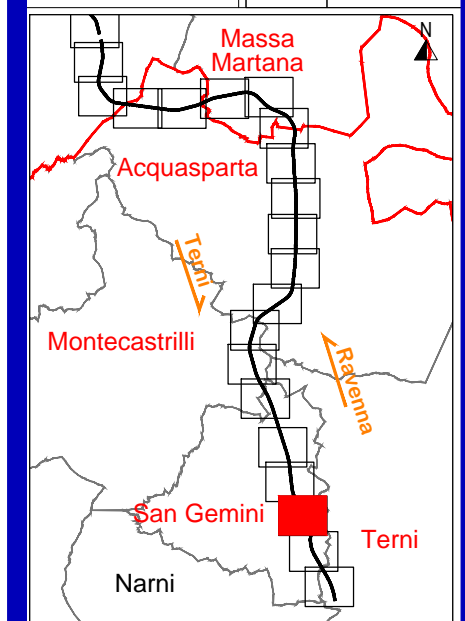 N
Massa
Martana
Acquasparta
Terni
Montecastrilli
Ravenna
San Gemini
Terni
Narni